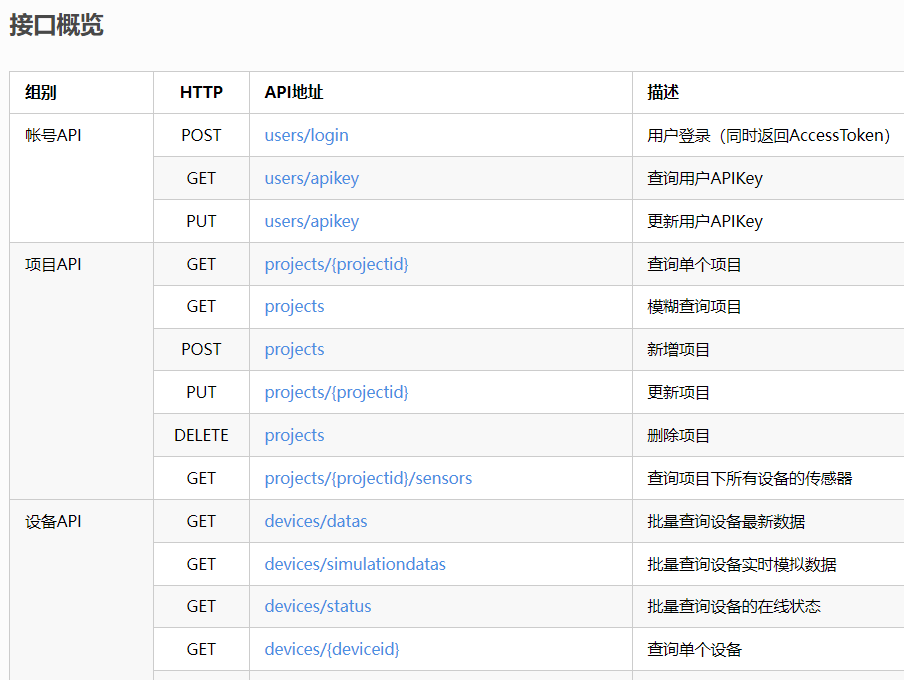 接口概览
组别 HTTP API地址 描述
帐号API POST users/login 用户登录（同时返回AccessToken）
GET users/apikey 查询用户APIKey
PUT users/apikey 更新用户APIKey
项目API GET projects/{projectid} 查询单个项目
GET projects 模糊查询项目
POST projects 新增项目
PUT projects/{projectid} 更新项目
DELETE projects 删除项目
GET projects/{projectid}/sensors 查询项目下所有设备的传感器
设备API GET devices/datas 批量查询设备最新数据
GET devices/simulationdatas 批量查询设备实时模拟数据
GET devices/status 批量查询设备的在线状态
GET devices/{deviceid} 查询单个设备